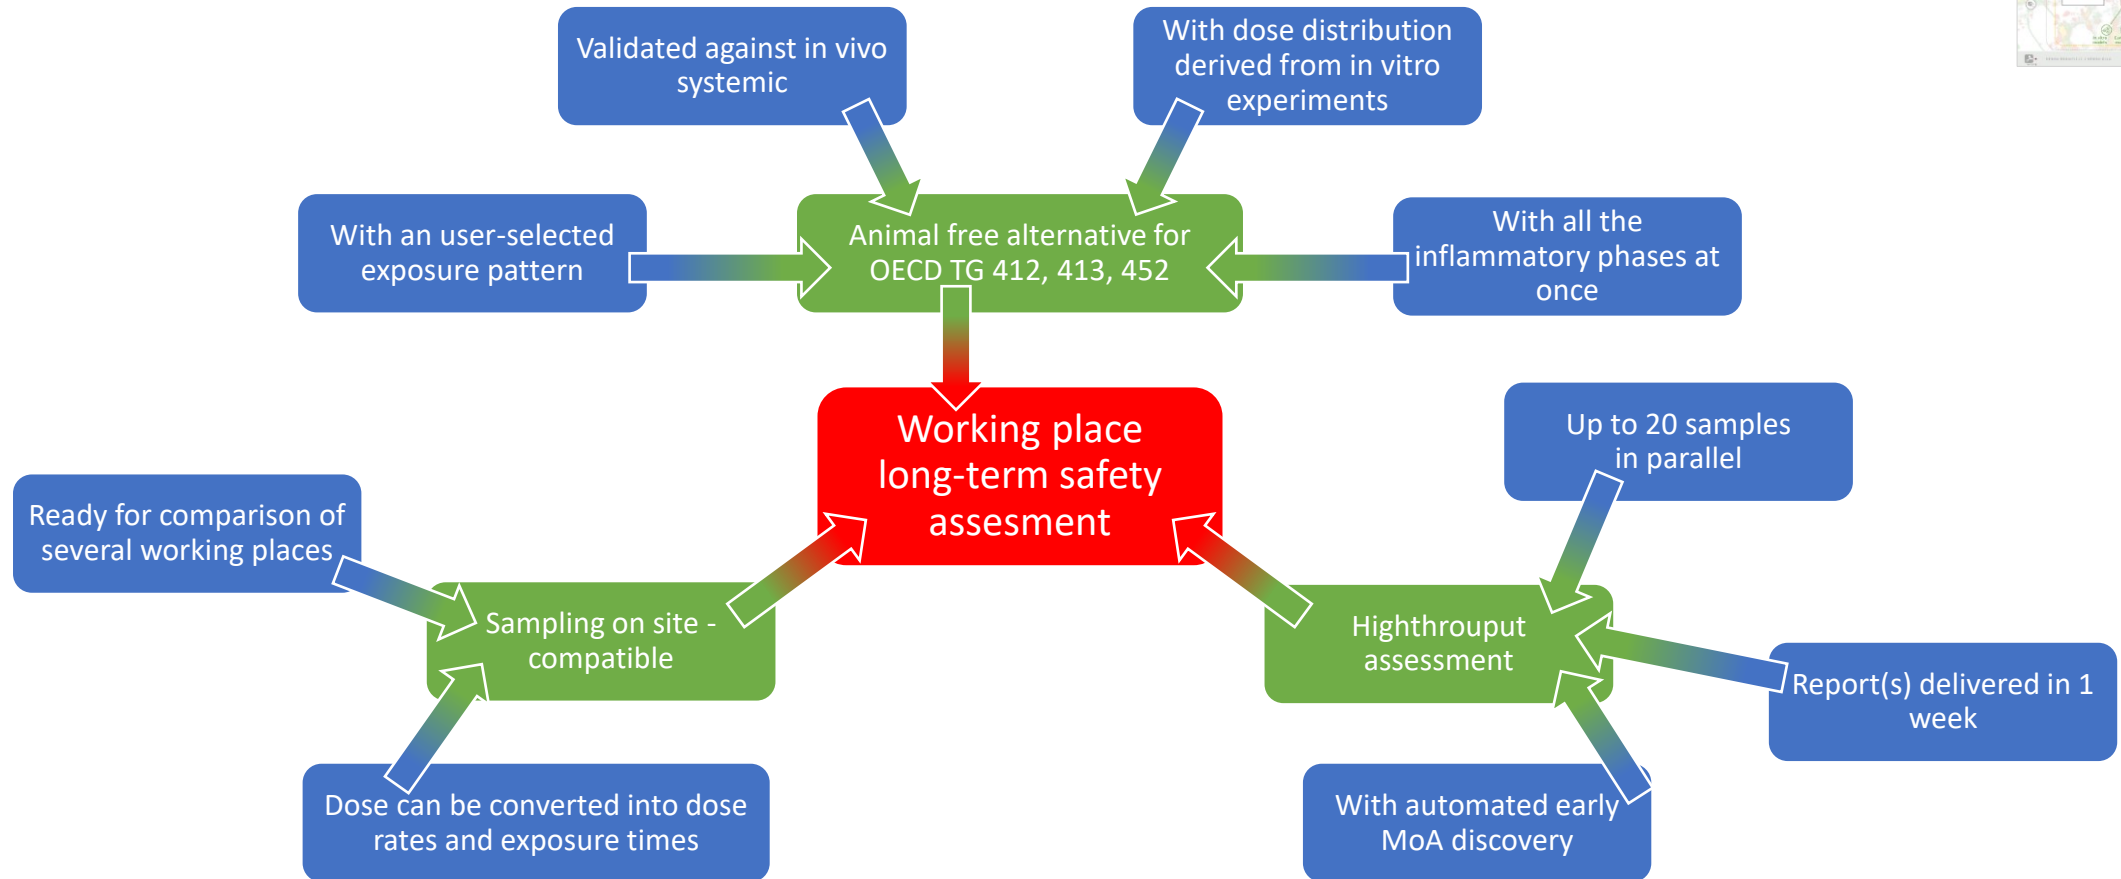 Validated against in vivo
systemic
With dose distribution
derived from in vitro
experiments
With an user-selected
exposure pattern
Animal free alternative for
OECD TG 412, 413, 452
With all the
inflammatory phases at
once
Working place
long-term safety
assesment
Up to 20 samples
in parallel
Ready for comparison of
several working places
Sampling on site -
compatible
Highthrouput
assessment
Report(s) delivered in 1
week
Dose can be converted into dose
rates and exposure times
With automated early
MoA discovery